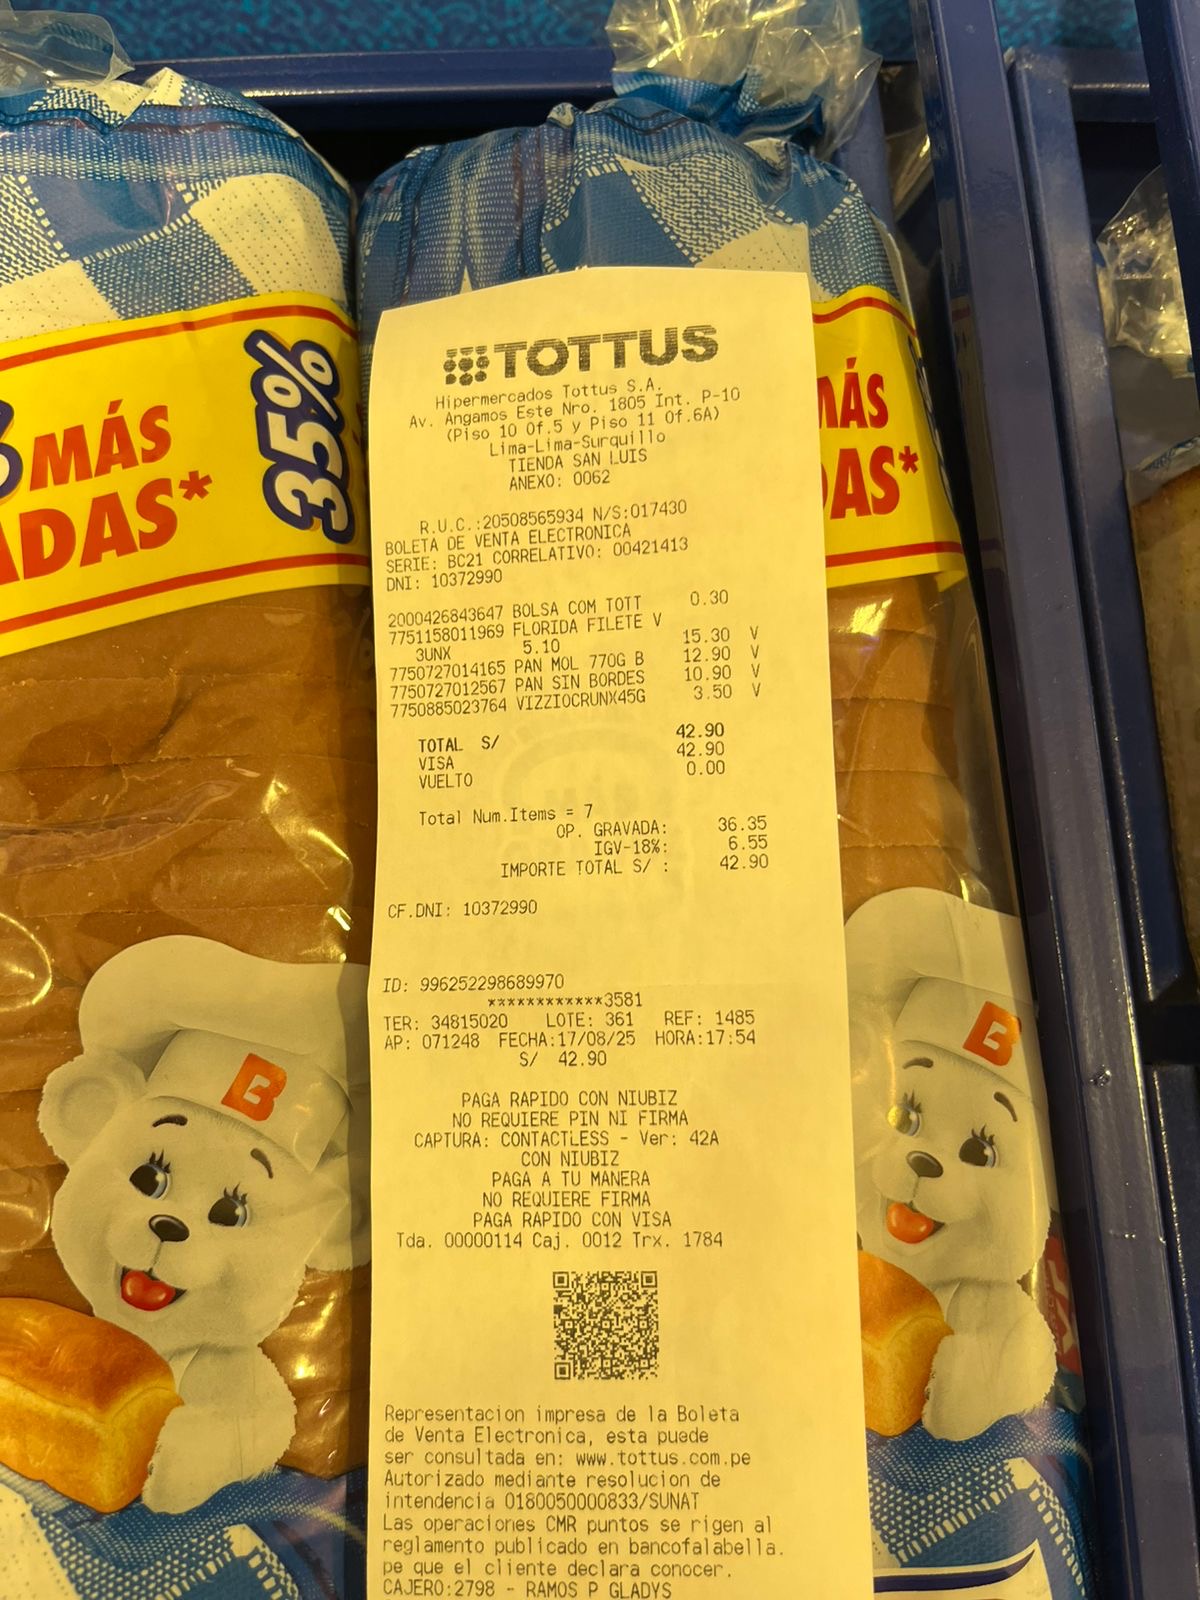 MÁS
ADAS*
35%
MÁS
DAS*
TOTTUS
Hipermercados Tottus S.A.
Av. Angamos Este Nro. 1805 Int. P-10
(Piso 10 Of.5 y Piso 11 Of.6A)
Lima-Lima-Surquillo
TIENDA SAN LUIS
ANEXO: 0062
R.U.C.:20508565934 N/S:017430
BOLETA DE VENTA ELECTRONICA
SERIE: BC21 CORRELATIVO: 00421413
DNI: 10372990
2000426843647 BOLSA COM TOTT 0.30
7751158011969 FLORIDA FILETE V
3UNX 5.10 15.30 V
7750727014165 PAN MOL 770G B 12.90 V
7750727012567 PAN SIN BORDES 10.90 V
7750885023764 VIZZIOCRUNX45G 3.50 V
TOTAL S/ 42.90
VISA 42.90
VUELTO 0.00
Total Num.Items = 7
OP. GRAVADA: 36.35
IGV-18%: 6.55
IMPORTE TOTAL S/ : 42.90
CF.DNI: 10372990
ID: 996252298689970
************3581
TER: 34815020 LOTE: 361 REF: 1485
AP: 071248 FECHA:17/08/25 HORA:17:54
S/ 42.90
PAGA RAPIDO CON NIUBIZ
NO REQUIERE PIN NI FIRMA
CAPTURA: CONTACTLESS - Ver: 42A
CON NIUBIZ
PAGA A TU MANERA
NO REQUIERE FIRMA
PAGA RAPIDO CON VISA
Tda. 00000114 Caj. 0012 Trx. 1784
Representacion impresa de la Boleta
de Venta Electronica, esta puede
ser consultada en: www.tottus.com.pe
Autorizado mediante resolucion de
intendencia 0180050000833/SUNAT
Las operaciones CMR puntos se rigen al
reglamento publicado en bancofalabella.
pe que el cliente declara conocer.
CAJERO:2798 - RAMOS P GLADYS
B
B